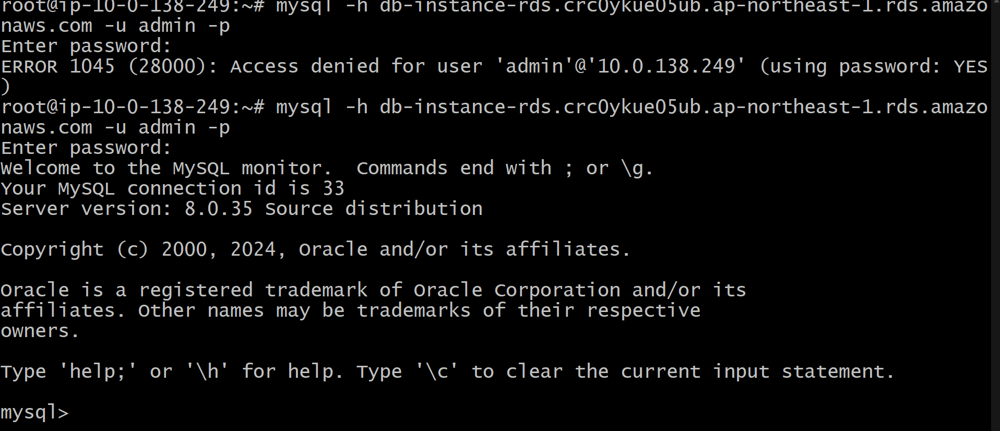 root@ip-10-0-138-249:~# mysql -h db-instance-rds.crc0ykue05ub.ap-northeast-1.rds.amazo
naws.com -u admin -p
Enter password:
ERROR 1045 (28000): Access denied for user 'admin'@'10.0.138.249' (using password: YES
)
root@ip-10-0-138-249:~# mysql -h db-instance-rds.crc0ykue05ub.ap-northeast-1.rds.amazo
naws.com -u admin -p
Enter password:
Welcome to the MySQL monitor.  Commands end with ; or \g.
Your MySQL connection id is 33
Server version: 8.0.35 Source distribution

Copyright (c) 2000, 2024, Oracle and/or its affiliates.

Oracle is a registered trademark of Oracle Corporation and/or its
affiliates. Other names may be trademarks of their respective
owners.

Type 'help;' or '\h' for help. Type '\c' to clear the current input statement.

mysql>